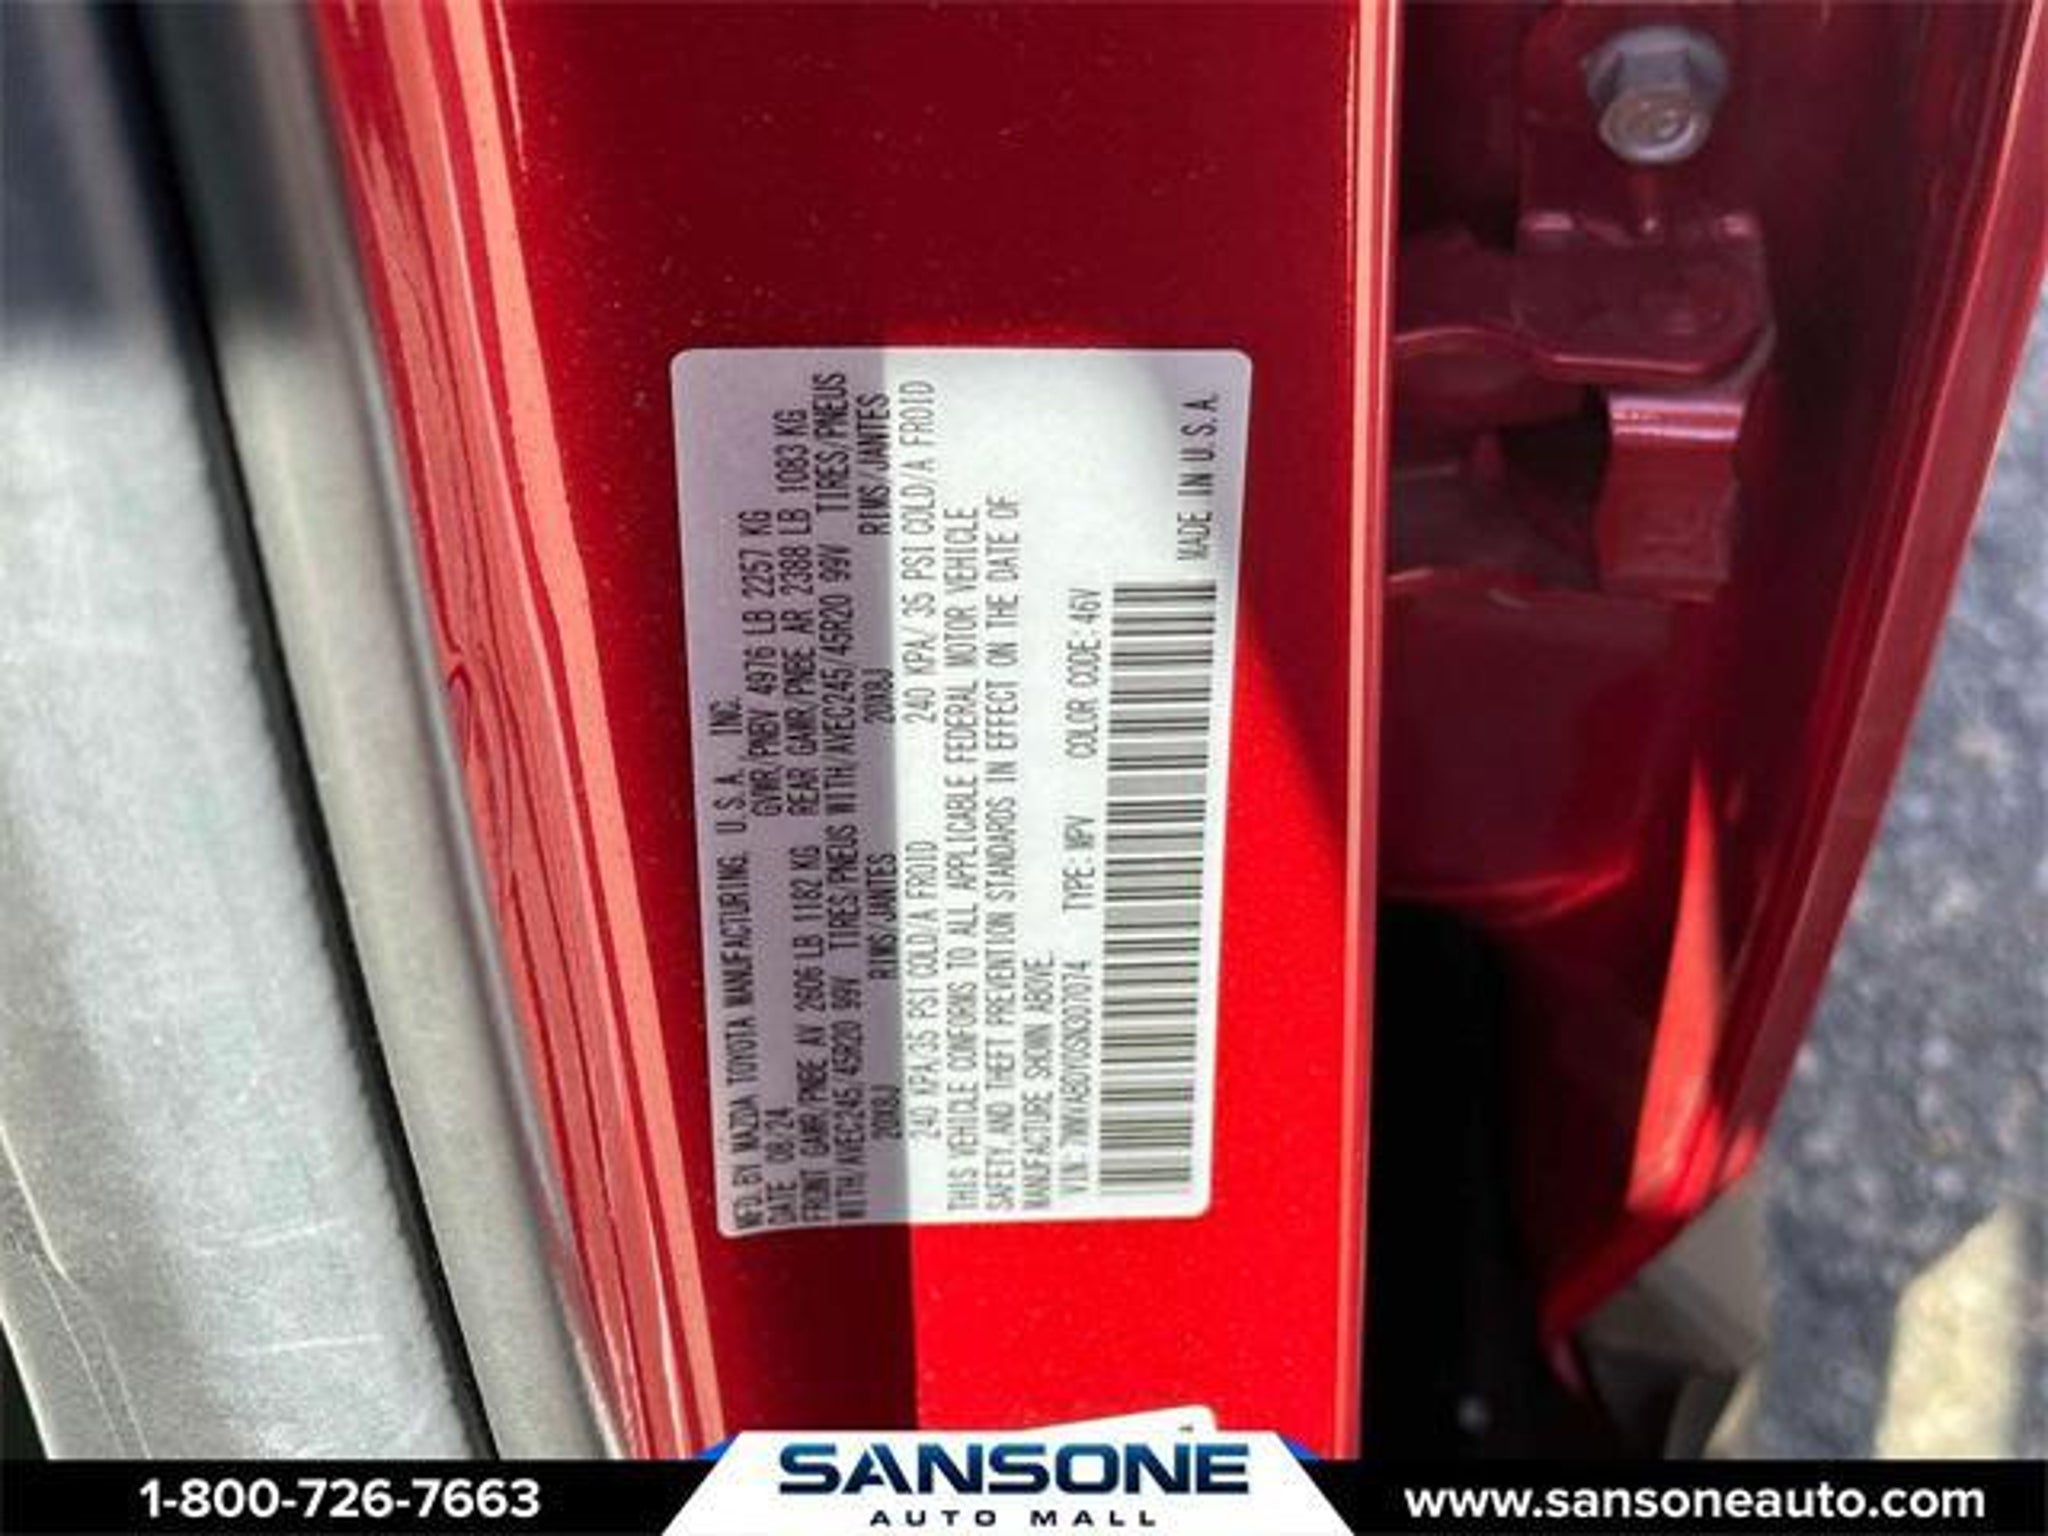 MFD. BY MAZDA TOYOTA MANUFACTURING, U.S.A., INC.
DATE 08/24 GVWR/PNBV 4976 LB 2257 KG
FRONT GAWR/PNBE AV 2606 LB 1182 KG REAR GAWR/PNBE AR 2388 LB 1083 KG
WITH/AVEC245/45R20 99V TIRES/PNEUS WITH/AVEC245/45R20 99V TIRES/PNEUS
20X8J RIMS/JANTES 20X8J RIMS/JANTES
240 KPA/35 PSI COLD/A FROID 240 KPA/35 PSI COLD/A FROID
THIS VEHICLE CONFORMS TO ALL APPLICABLE FEDERAL MOTOR VEHICLE
SAFETY, AND THEFT PREVENTION STANDARDS IN EFFECT ON THE DATE OF
MANUFACTURE SHOWN ABOVE.
VIN: 7MMVABDY0SN307074 TYPE: MPV COLOR CODE: 46V
MADE IN U.S.A.
1-800-726-7663
SANSONE
AUTO MALL
www.sansoneauto.com